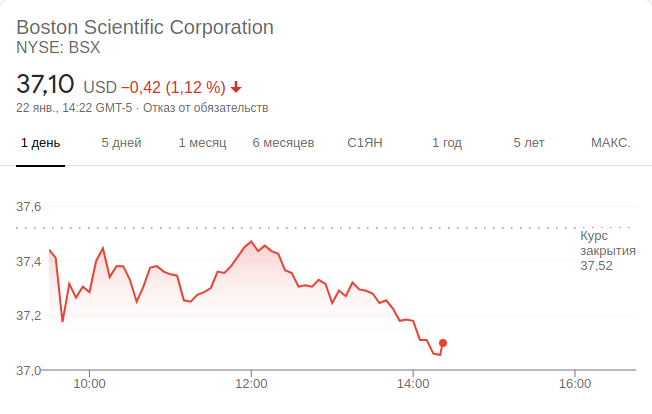 Boston Scientific Corporation
NYSE: BSX
37,10 USD −0,42 (1,12 %)
22 янв., 14:22 GMT-5 · Отказ от обязательств
1 день 5 дней 1 месяц 6 месяцев С1ЯН 1 год 5 лет МАКС.
37,6
Курс
закрытия
37,52
37,4
37,2
37,0
10:00 12:00 14:00 16:00